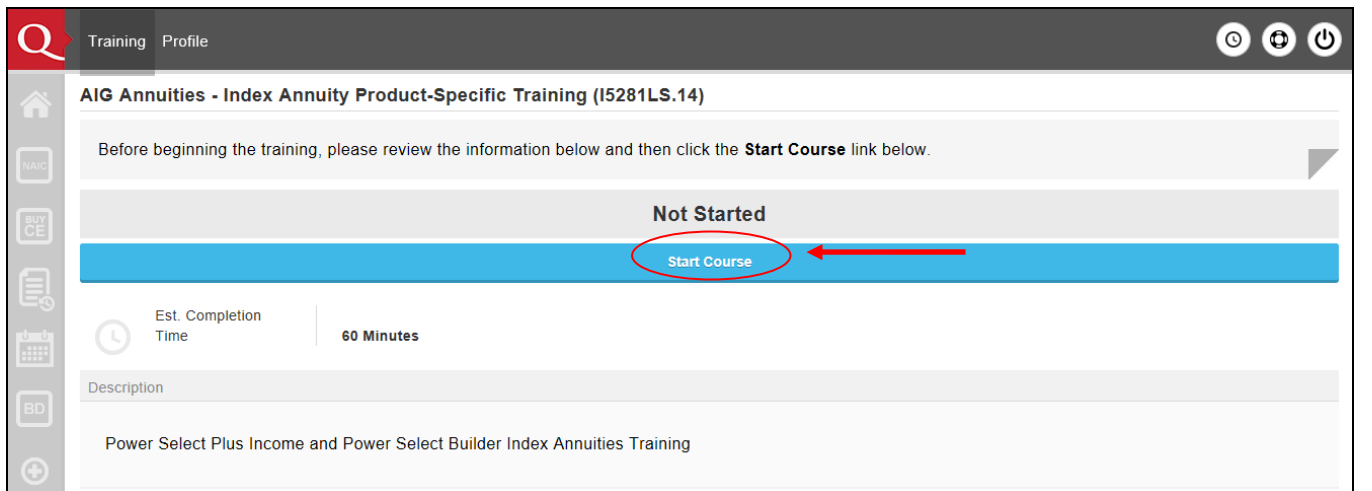 Q
Training Profile
AIG Annuities - Index Annuity Product-Specific Training (I5281LS.14)
NAIC
Before beginning the training, please review the information below and then click the Start Course link below.
BUY
CE
Not Started
Start Course
Est. Completion
Time
60 Minutes
Description
BD
Power Select Plus Income and Power Select Builder Index Annuities Training